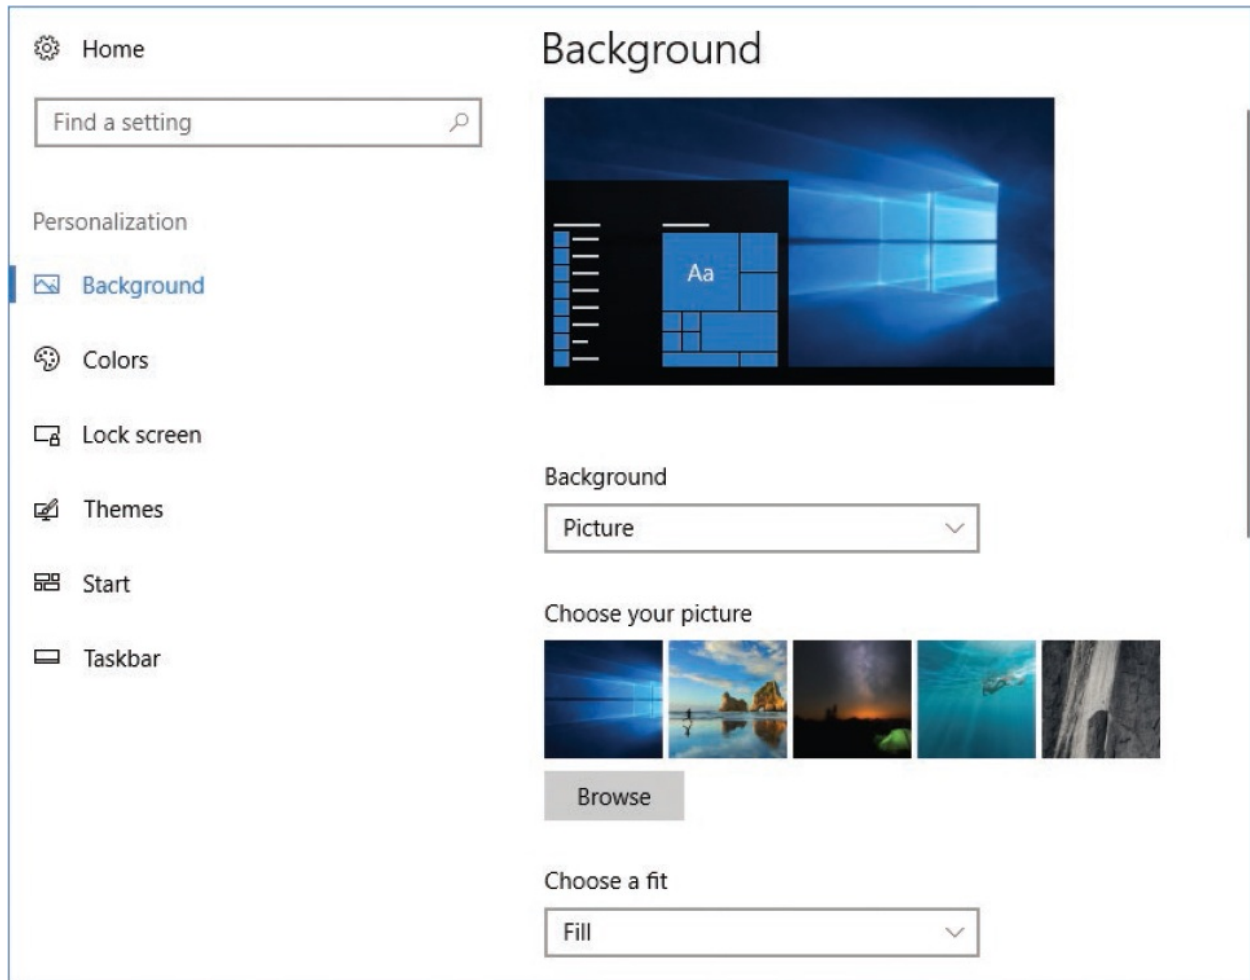 Home
Find a setting
Personalization
Background
Colors
Lock screen
Themes
Start
Taskbar
Background
Aa
Background
Picture
Choose your picture
Browse
Choose a fit
Fill